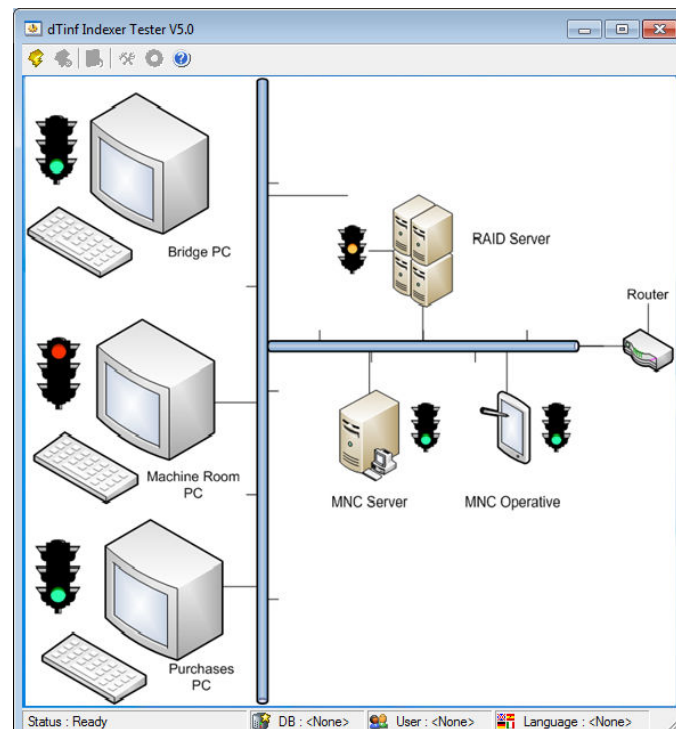 dTinf Indexer Tester V5.0
Bridge PC
RAID Server
Router
Machine Room
PC
MNC Server
MNC Operative
Purchases
PC
Status : Ready
DB : <None>
User : <None>
Language : <None>